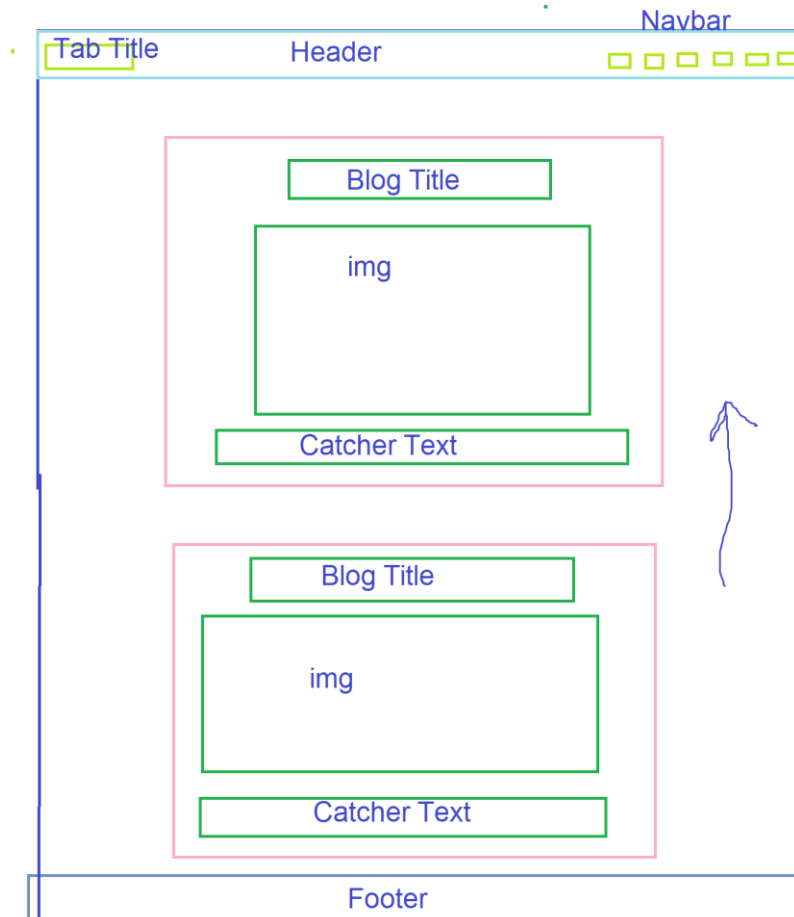 Navbar
Tab Title
Header
Blog Title
img
Catcher Text
Blog Title
img
Catcher Text
Footer